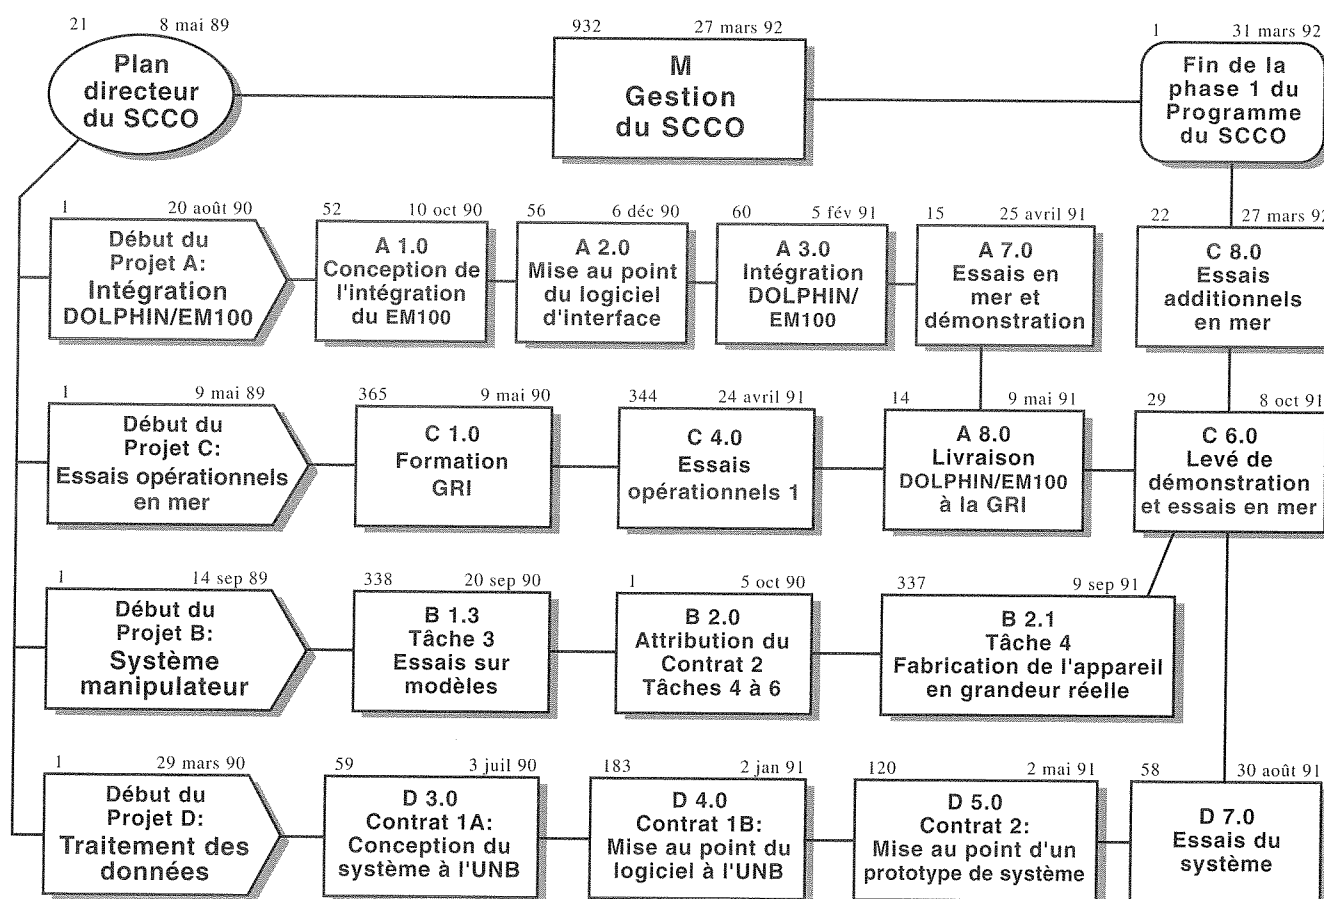 21 8 mai 89
Plan
directeur
du SCCO
932 27 mars 92
M
Gestion
du SCCO
1 31 mars 92
Fin de la
phase 1 du
Programme
du SCCO
1 20 août 90
Début du
Projet A:
Intégration
DOLPHIN/EM100
52 10 oct 90
A 1.0
Conception de
l'intégration
du EM100
56 6 déc 90
A 2.0
Mise au point
du logiciel
d'interface
60 5 fév 91
A 3.0
Intégration
DOLPHIN/
EM100
15 25 avril 91
A 7.0
Essais en
mer et
démonstration
22 27 mars 92
C 8.0
Essais
additionnels
en mer
1 9 mai 89
Début du
Projet C:
Essais opérationnels
en mer
365 9 mai 90
C 1.0
Formation
GRI
344 24 avril 91
C 4.0
Essais
opérationnels 1
14 9 mai 91
A 8.0
Livraison
DOLPHIN/EM100
à la GRI
29 8 oct 91
C 6.0
Levé de
démonstration
et essais en mer
1 14 sep 89
Début du
Projet B:
Système
manipulateur
338 20 sep 90
B 1.3
Tâche 3
Essais sur
modèles
1 5 oct 90
B 2.0
Attribution du
Contrat 2
Tâches 4 à 6
337 9 sep 91
B 2.1
Tâche 4
Fabrication de l'appareil
en grandeur réelle
1 29 mars 90
Début du
Projet D:
Traitement des
données
59 3 juil 90
D 3.0
Contrat 1A:
Conception du
système à l'UNB
183 2 jan 91
D 4.0
Contrat 1B:
Mise au point du
logiciel à l'UNB
120 2 mai 91
D 5.0
Contrat 2:
Mise au point d'un
prototype de système
58 30 août 91
D 7.0
Essais du
système